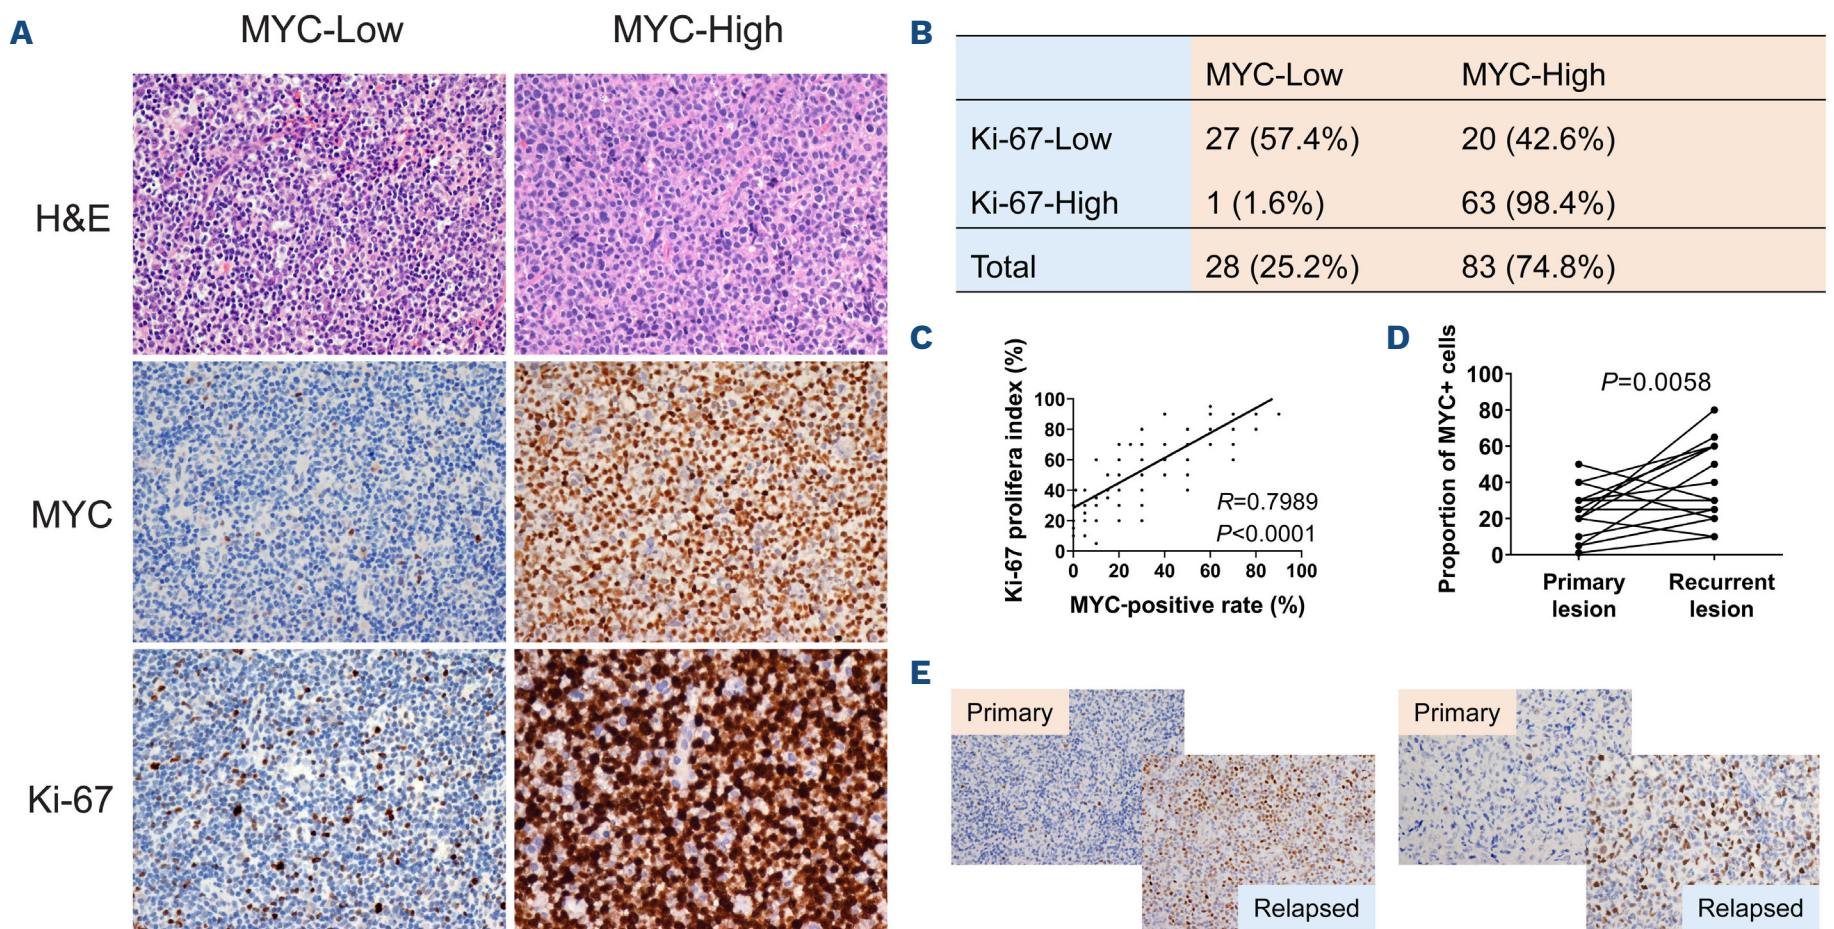 A
MYC-Low MYC-High
H&E
MYC
Ki-67
B
MYC-Low MYC-High
Ki-67-Low 27 (57.4%) 20 (42.6%)
Ki-67-High 1 (1.6%) 63 (98.4%)
Total 28 (25.2%) 83 (74.8%)
C
Ki-67 prolifera index (%)
100
80
60
40
20
0
R=0.7989
P<0.0001
0 20 40 60 80 100
MYC-positive rate (%)
D
Proportion of MYC+ cells
100
80
60
40
20
0
P=0.0058
Primary Recurrent
lesion lesion
E
Primary
Relapsed
Primary
Relapsed